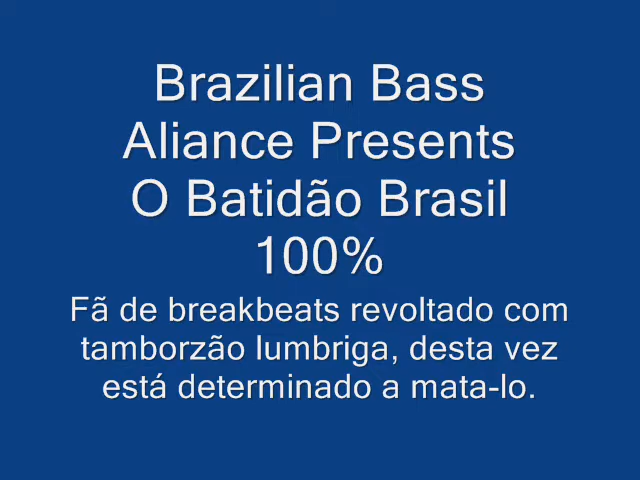 Brazilian Bass
Aliance Presents
O Batidão Brasil
100%
Fã de breakbeats revoltado com
tamborzão lumbriga, desta vez
está determinado a mata-lo.